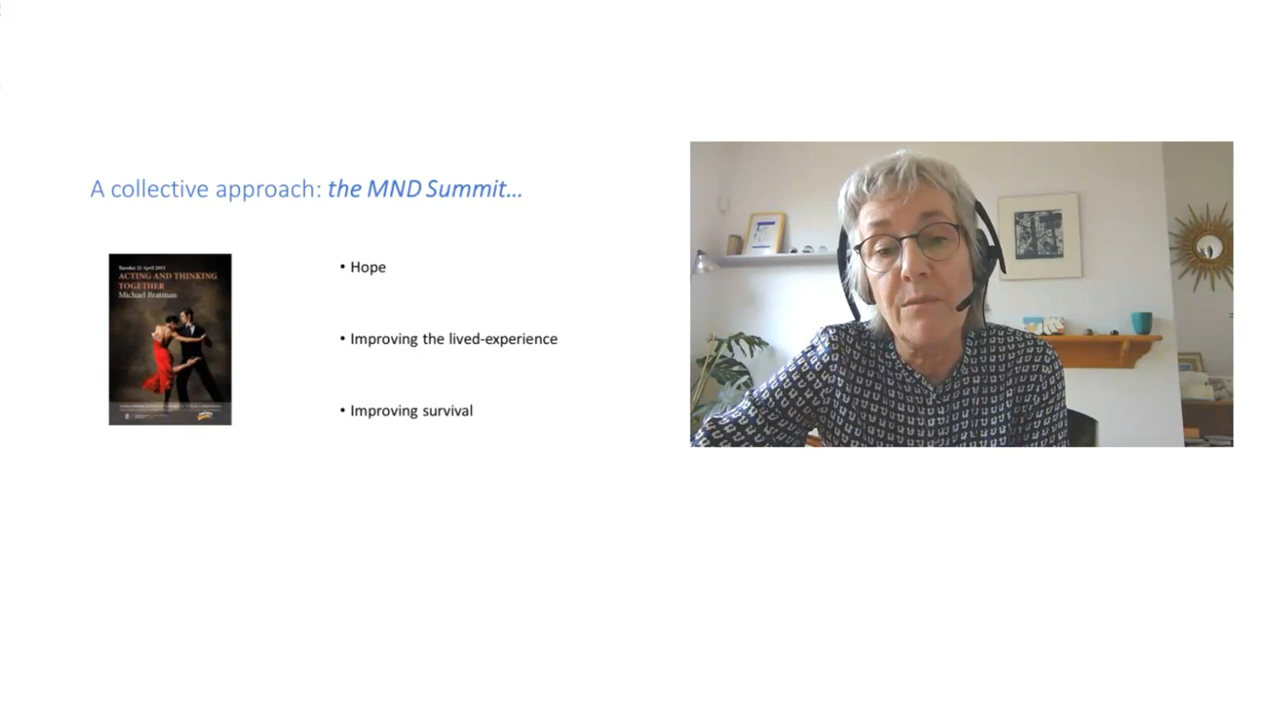 A collective approach: the MND Summit...
Tuesday 21 April 2015
ACTING AND THINKING
TOGETHER
Michael Bratman
• Hope
• Improving the lived-experience
• Improving survival